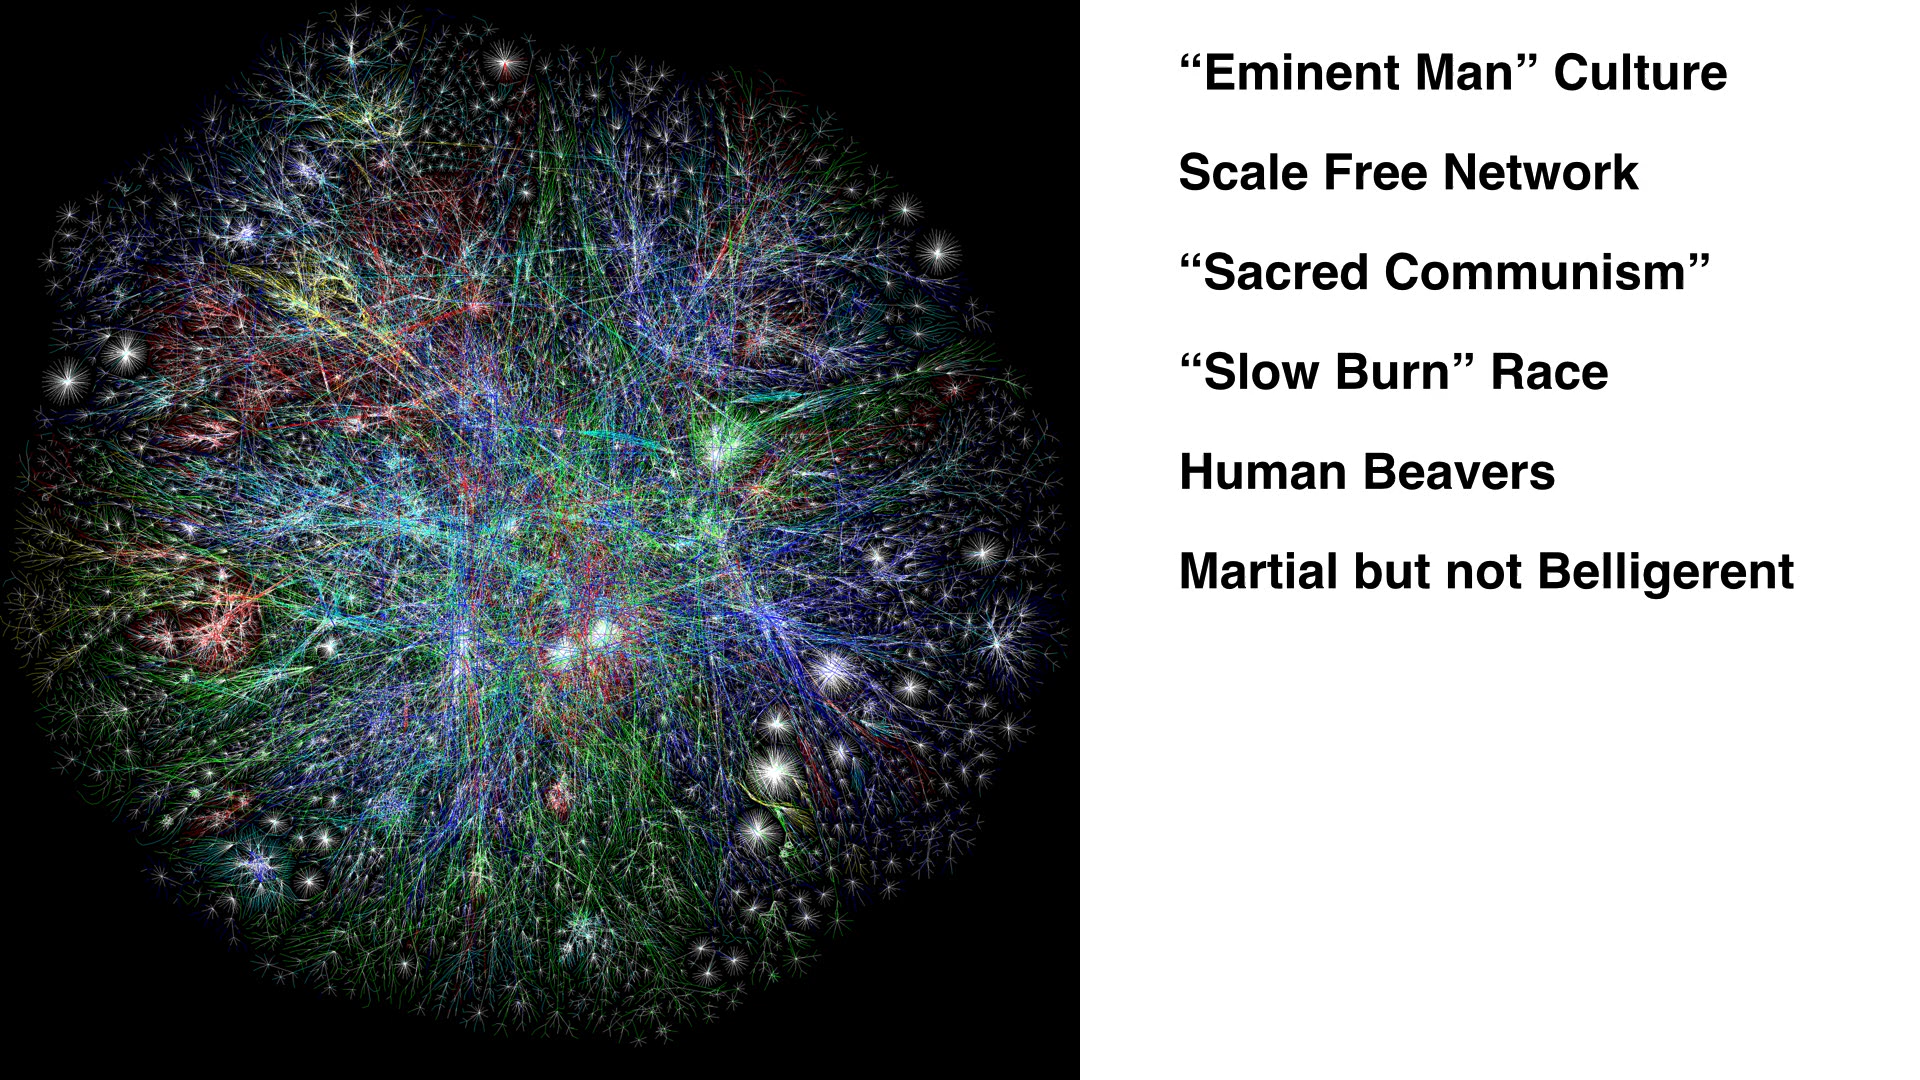 “Eminent Man” Culture
Scale Free Network
“Sacred Communism”
“Slow Burn” Race
Human Beavers
Martial but not Belligerent